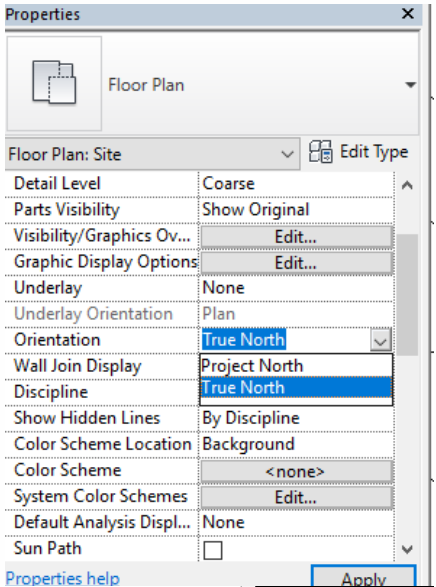 Properties
Floor Plan
Floor Plan: Site Edit Type
Detail Level Coarse
Parts Visibility Show Original
Visibility/Graphics Ov... Edit...
Graphic Display Options Edit...
Underlay None
Underlay Orientation Plan
Orientation True North
Wall Join Display Project North
Discipline True North
Show Hidden Lines By Discipline
Color Scheme Location Background
Color Scheme <none>
System Color Schemes Edit...
Default Analysis Displ... None
Sun Path
Properties help Apply